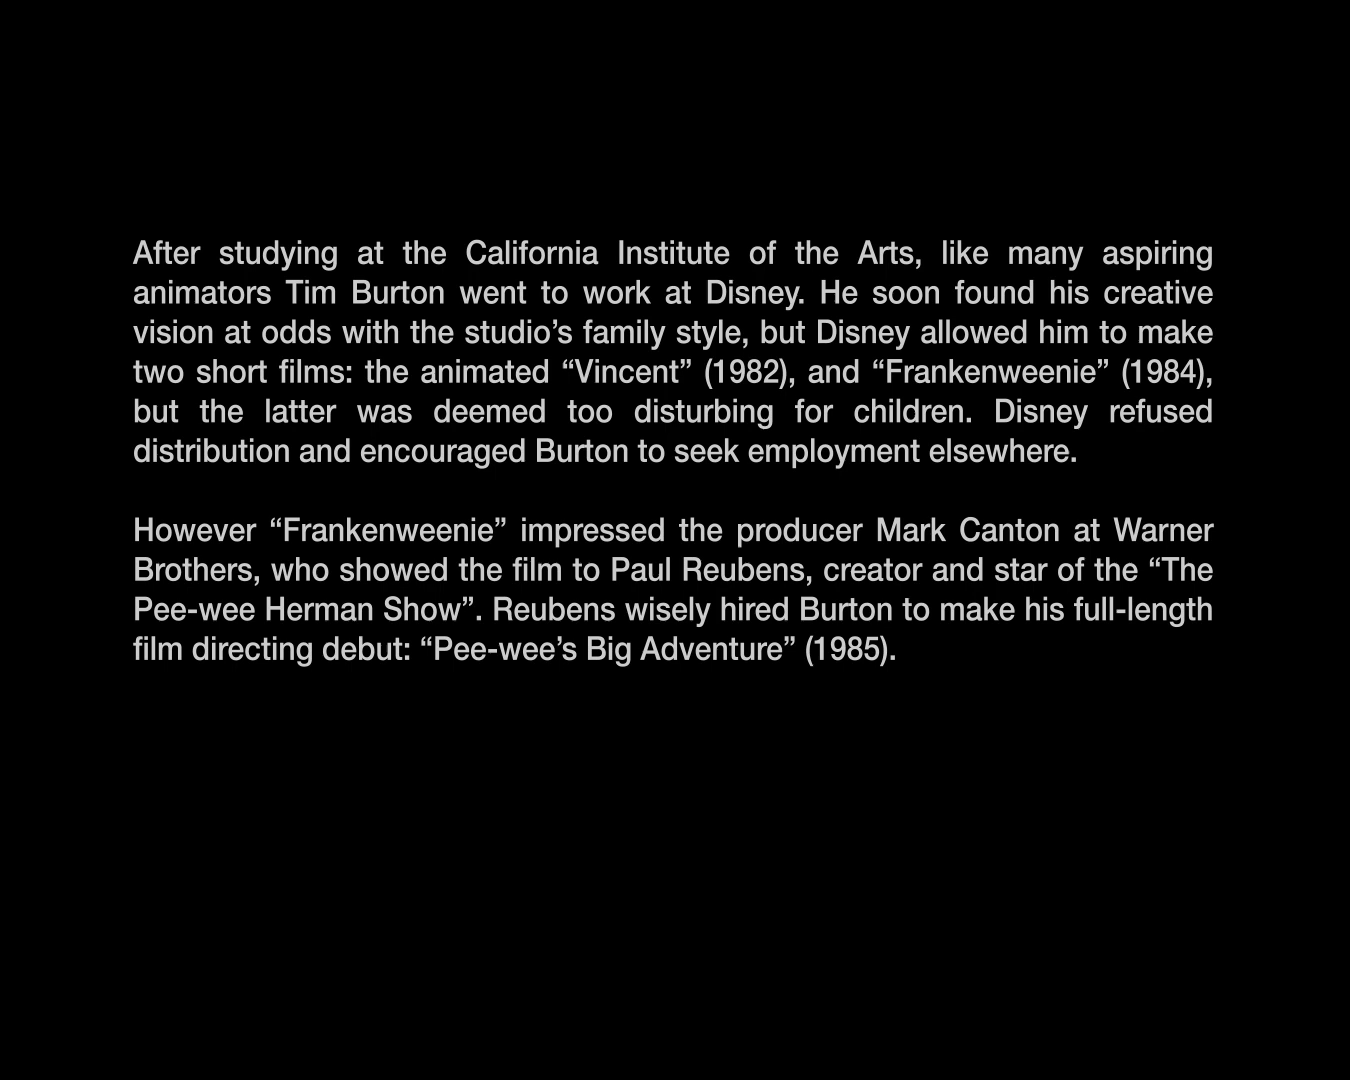 After studying at the California Institute of the Arts, like many aspiring
animators Tim Burton went to work at Disney. He soon found his creative
vision at odds with the studio’s family style, but Disney allowed him to make
two short films: the animated “Vincent” (1982), and “Frankenweenie” (1984),
but the latter was deemed too disturbing for children. Disney refused
distribution and encouraged Burton to seek employment elsewhere.
However “Frankenweenie” impressed the producer Mark Canton at Warner
Brothers, who showed the film to Paul Reubens, creator and star of the “The
Pee-wee Herman Show”. Reubens wisely hired Burton to make his full-length
film directing debut: “Pee-wee’s Big Adventure” (1985).